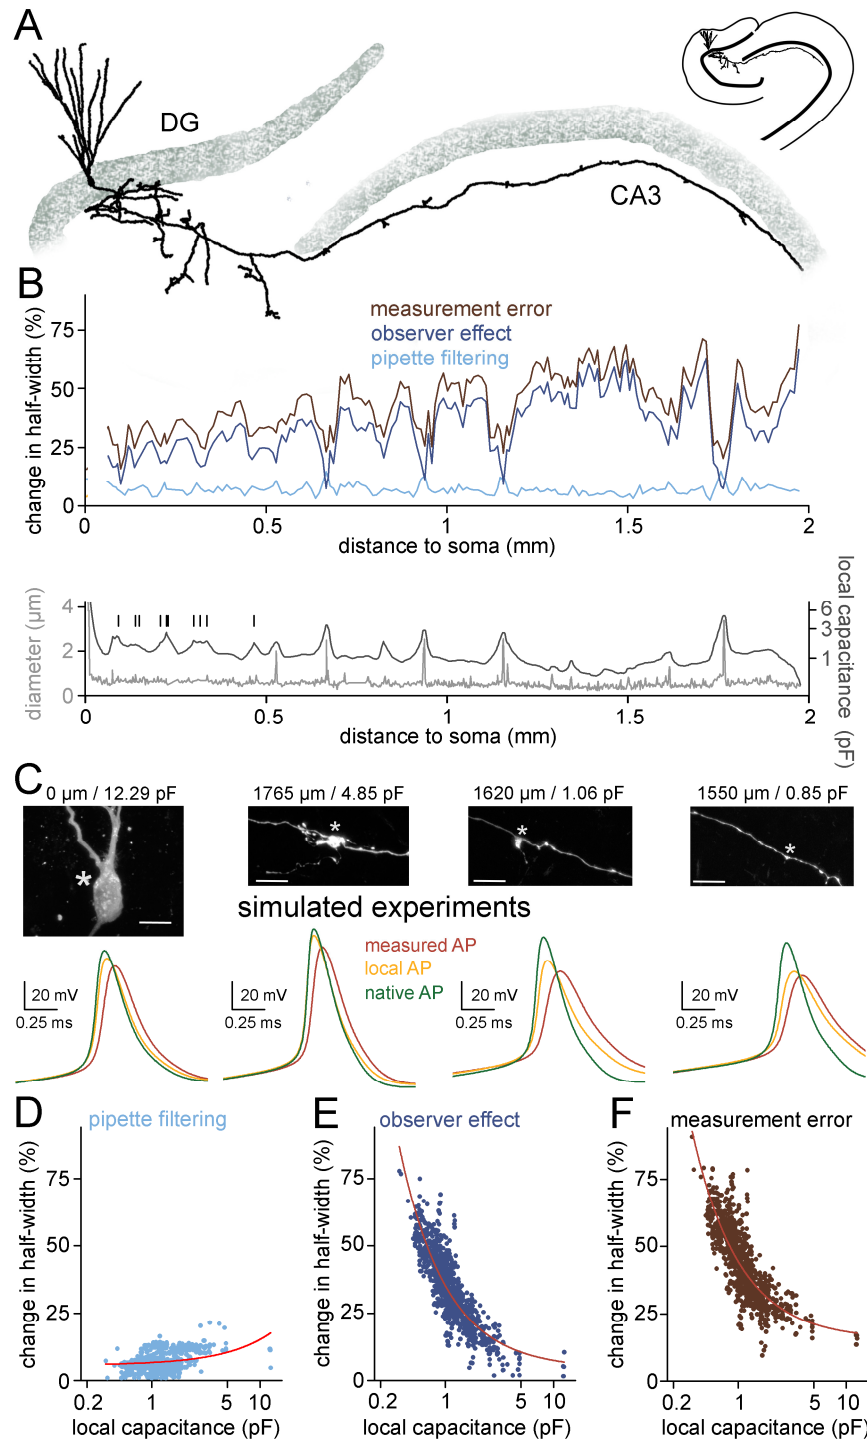 A
DG
CA3
B
change in half-width (%)
75
50
25
0
measurement error
observer effect
pipette filtering
0
0.5
1
1.5
2
distance to soma (mm)
diameter (µm)
4
2
0
local capacitance (pF)
6
3
1
0
0.5
1
1.5
2
distance to soma (mm)
C
0 µm / 12.29 pF
1765 µm / 4.85 pF
1620 µm / 1.06 pF
1550 µm / 0.85 pF
*
*
*
*
simulated experiments
measured AP
local AP
native AP
20 mV
0.25 ms
20 mV
0.25 ms
20 mV
0.25 ms
20 mV
0.25 ms
D
pipette filtering
change in half-width (%)
75
50
25
0
0.2
1
5
10
local capacitance (pF)
E
observer effect
change in half-width (%)
75
50
25
0
0.2
1
5
10
local capacitance (pF)
F
measurement error
change in half-width (%)
75
50
25
0
0.2
1
5
10
local capacitance (pF)